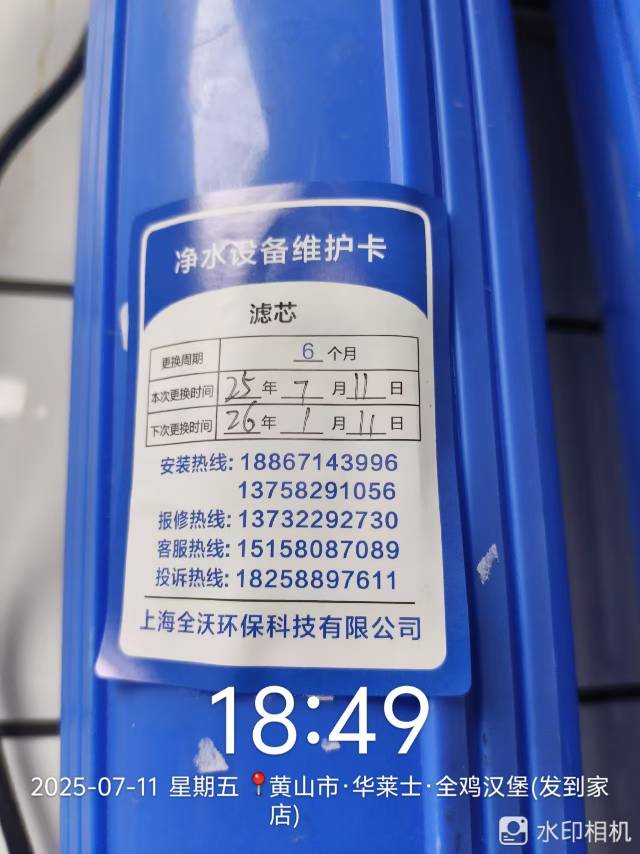 净水设备维护卡
滤芯
更换周期 6 个月
本次更换时间 25 年 7 月 11 日
下次更换时间 26 年 1 月 11 日
安装热线: 18867143996
13758291056
报修热线: 13732292730
客服热线: 15158087089
投诉热线: 18258897611
上海全沃环保科技有限公司
18:49
2025-07-11 星期五 📍黄山市·华莱士·全鸡汉堡(发到家
店)
水印相机